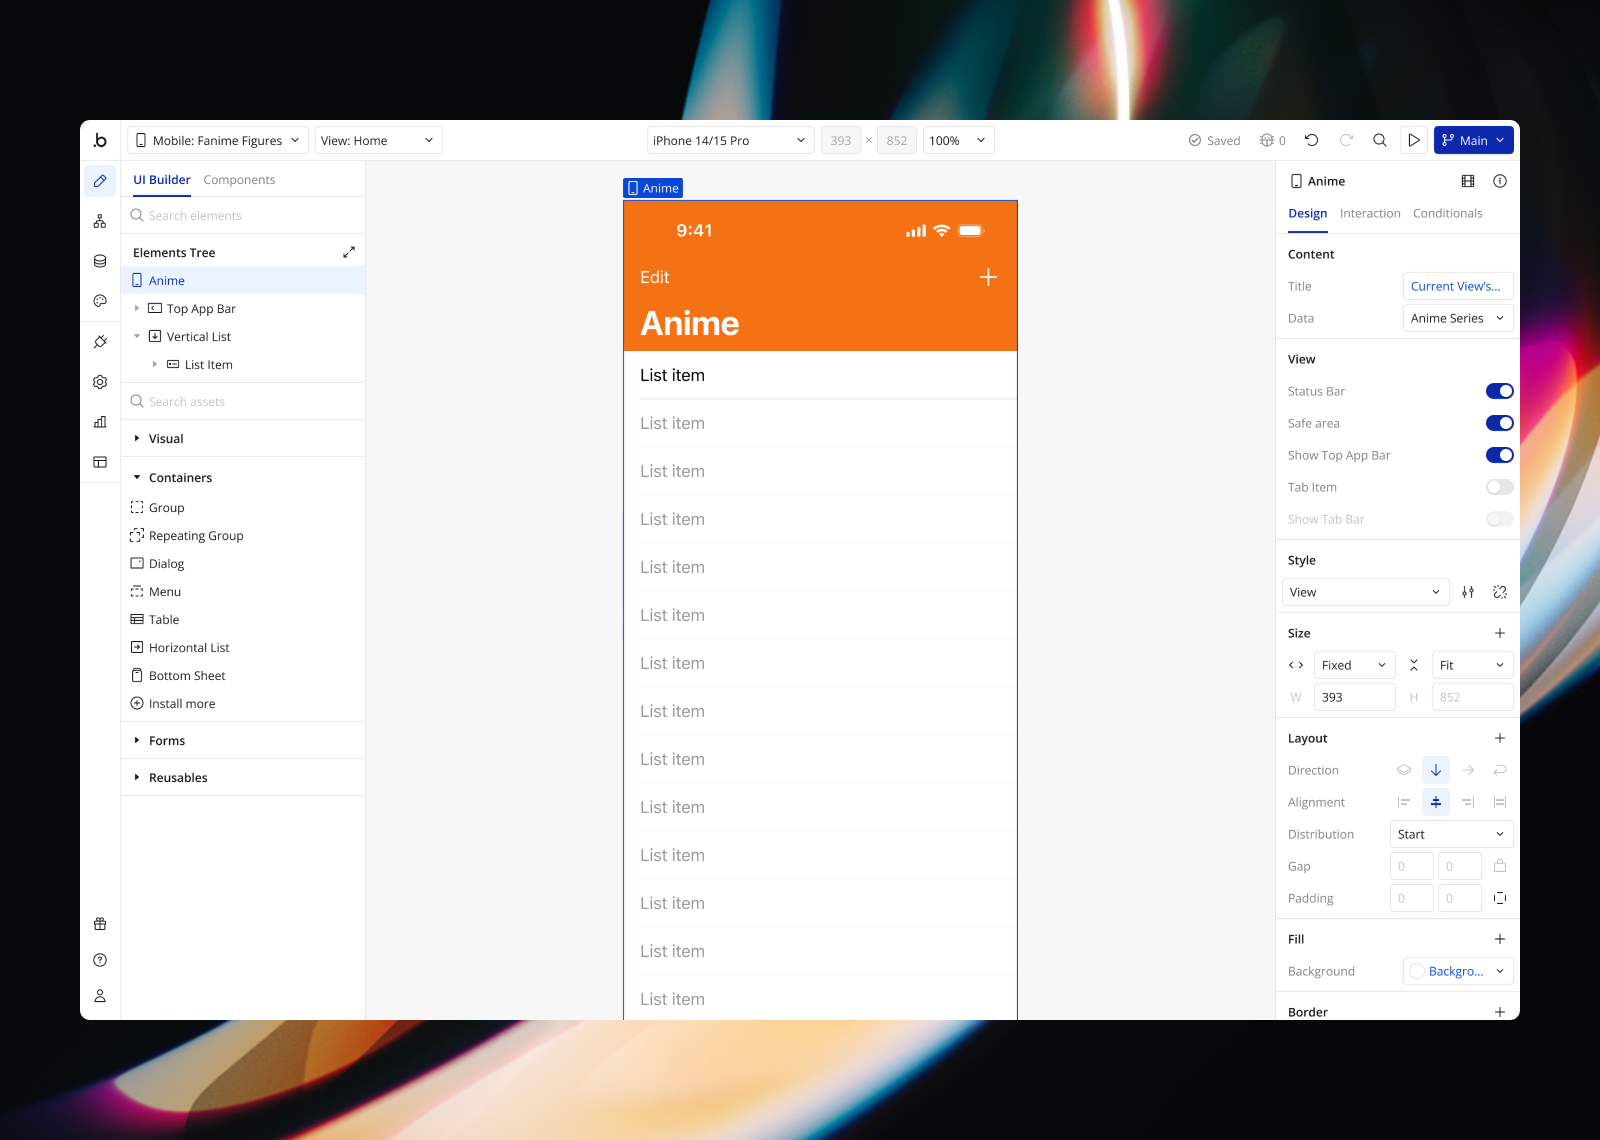 .b
Mobile: Fanime Figures
View: Home
iPhone 14/15 Pro
393 × 852
100%
Saved
0
Main
UI Builder Components
Search elements
Elements Tree
Anime
Top App Bar
Vertical List
List Item
Search assets
Visual
Containers
Group
Repeating Group
Dialog
Menu
Table
Horizontal List
Bottom Sheet
Install more
Forms
Reusables
Anime
9:41
Edit
Anime
List item
List item
List item
List item
List item
List item
List item
List item
List item
List item
List item
List item
List item
List item
Anime
Design Interaction Conditionals
Content
Title Current View's...
Data Anime Series
View
Status Bar
Safe area
Show Top App Bar
Tab Item
Show Tab Bar
Style
View
Size
Fixed Fit
W 393 H 852
Layout
Direction
Alignment
Distribution Start
Gap 0 0
Padding 0 0
Fill
Background Backgro...
Border